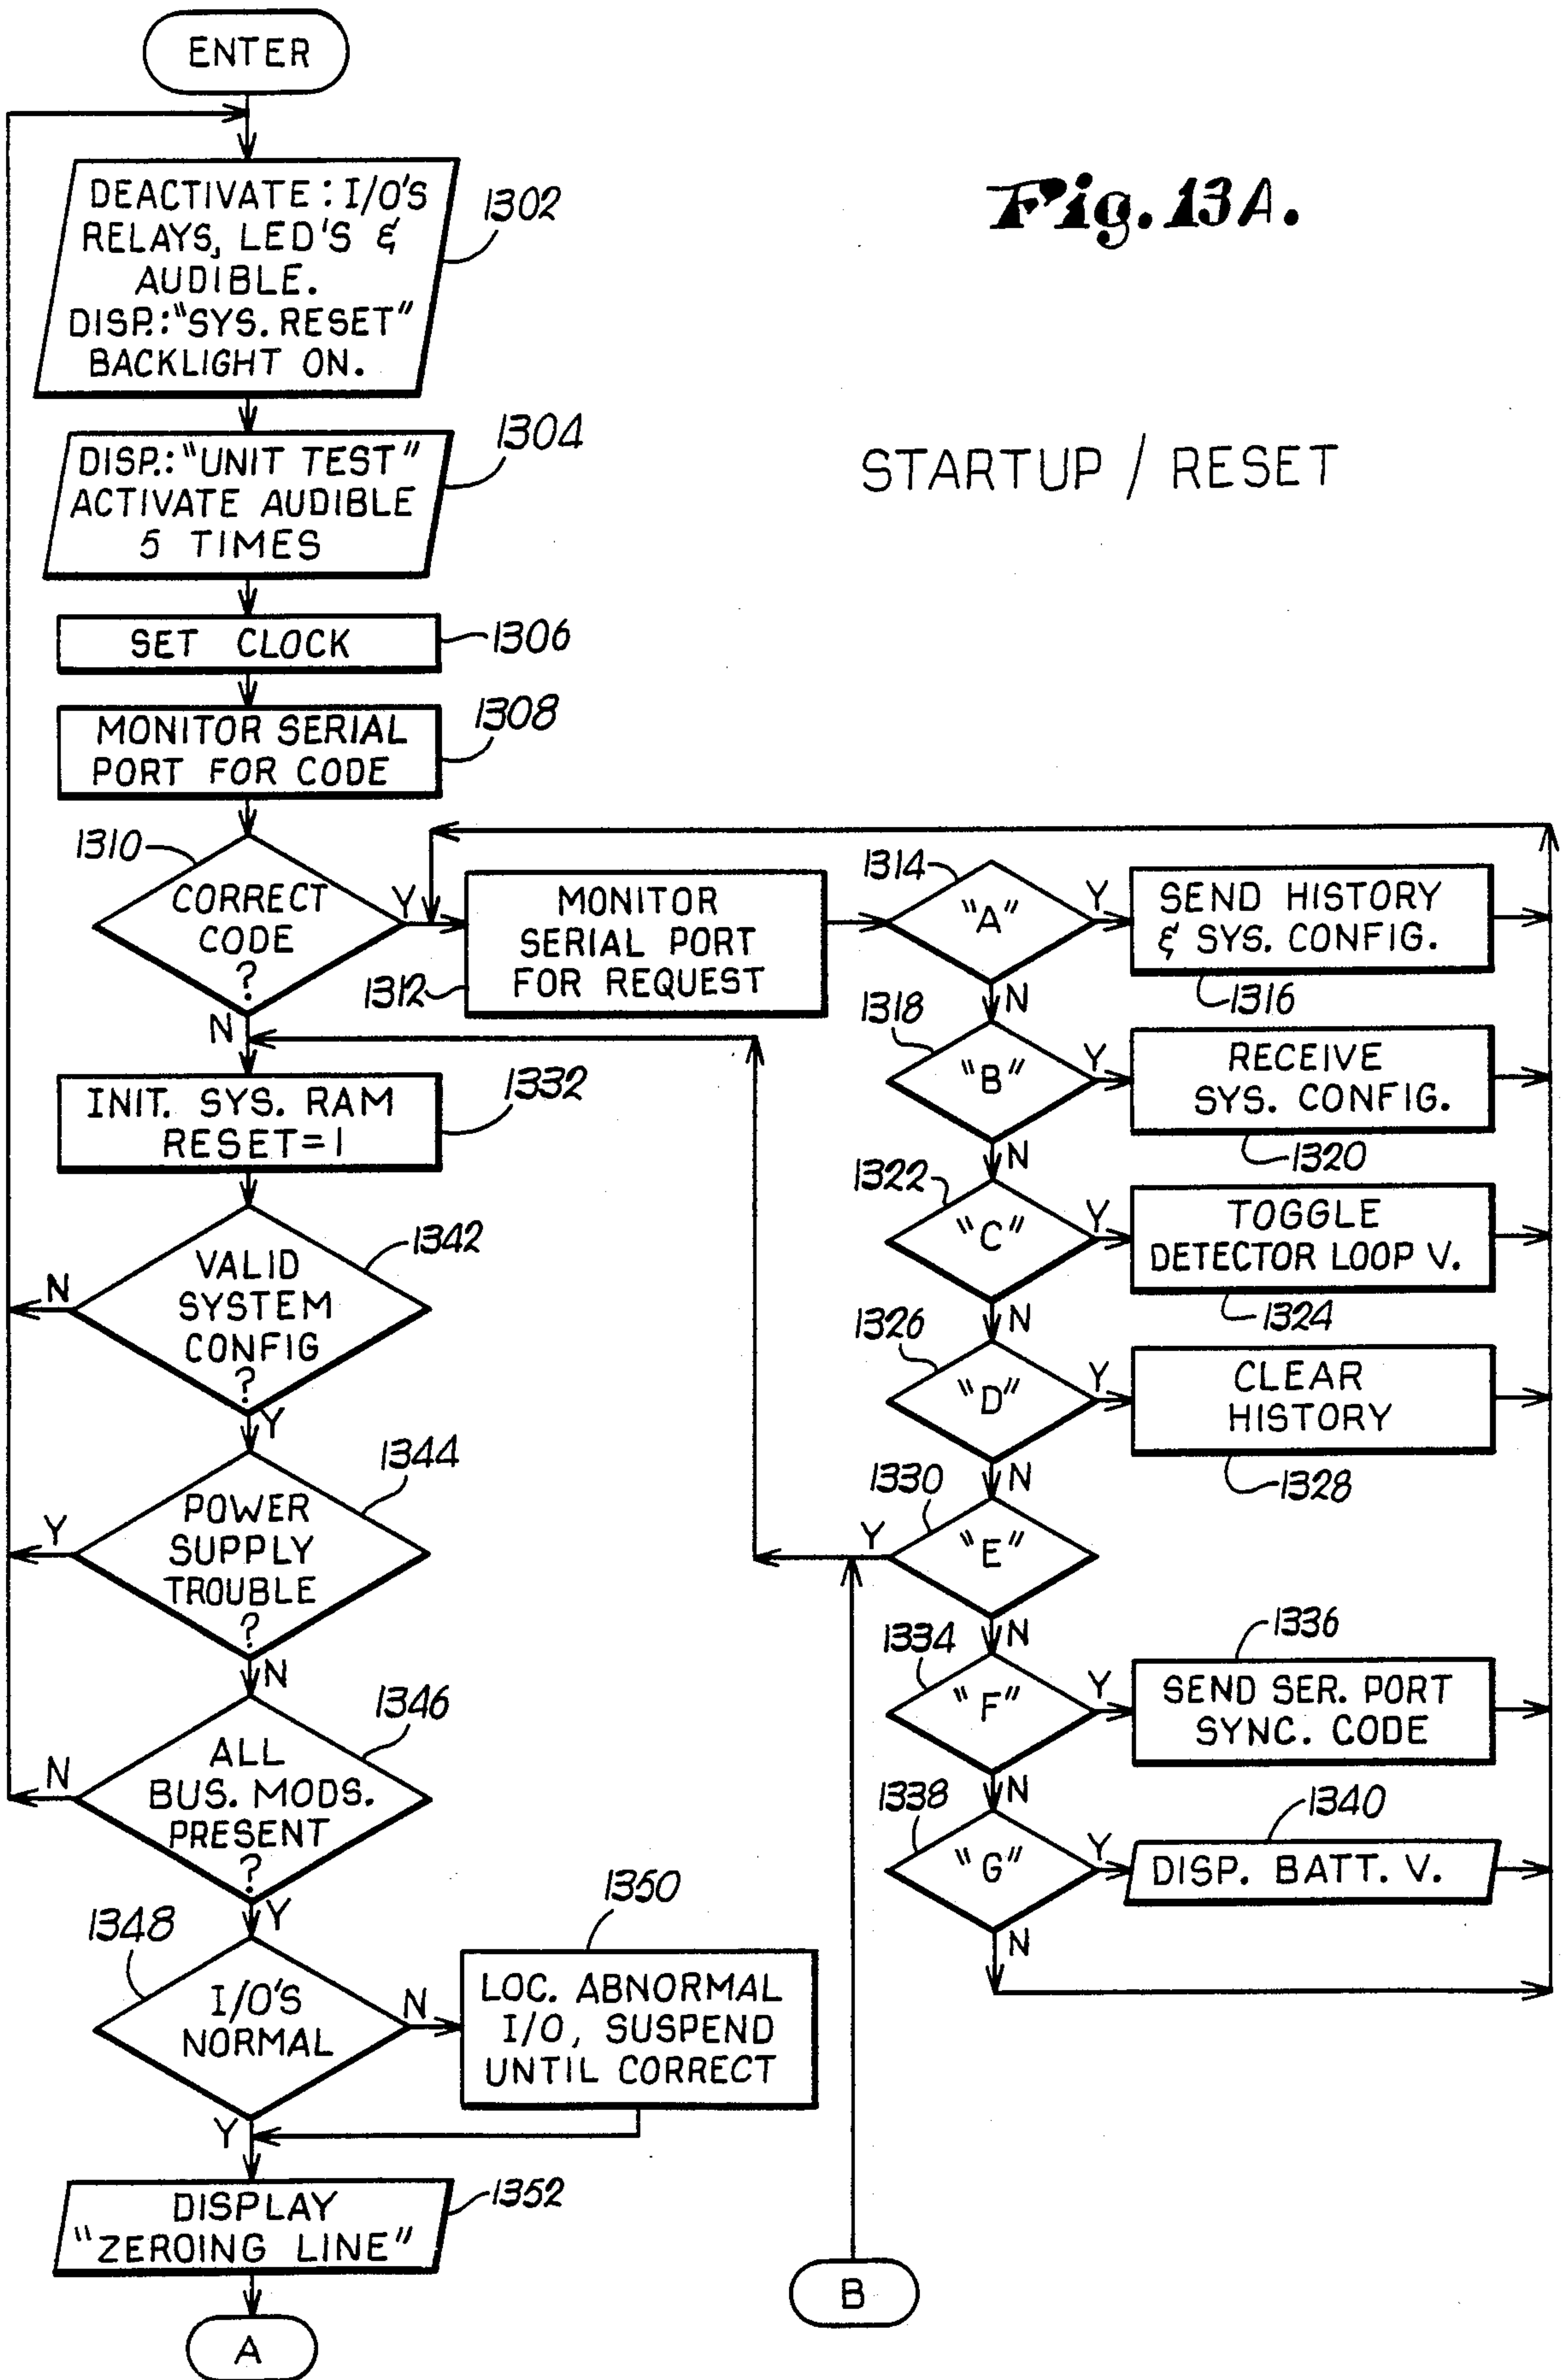 ENTER
Fig. 13A.
STARTUP / RESET
DEACTIVATE: I/O'S
RELAYS, LED'S &
AUDIBLE.
DISP.: "SYS. RESET"
BACKLIGHT ON.
1302
DISP.: "UNIT TEST"
ACTIVATE AUDIBLE
5 TIMES
1304
SET CLOCK
1306
MONITOR SERIAL
PORT FOR CODE
1308
1310
CORRECT
CODE
?
Y
N
MONITOR
SERIAL PORT
FOR REQUEST
1312
1314
"A"
Y
N
SEND HISTORY
& SYS. CONFIG.
1316
1318
"B"
Y
N
RECEIVE
SYS. CONFIG.
1320
1322
"C"
Y
N
TOGGLE
DETECTOR LOOP V.
1324
1326
"D"
Y
N
CLEAR
HISTORY
1328
1330
"E"
Y
N
1334
"F"
Y
N
1336
SEND SER. PORT
SYNC. CODE
1338
"G"
Y
N
1340
DISP. BATT. V.
INIT. SYS. RAM
RESET=1
1332
VALID
SYSTEM
CONFIG
?
1342
N
Y
POWER
SUPPLY
TROUBLE
?
1344
Y
N
ALL
BUS. MODS.
PRESENT
?
1346
N
Y
1348
I/O'S
NORMAL
N
Y
1350
LOC. ABNORMAL
I/O, SUSPEND
UNTIL CORRECT
DISPLAY
"ZEROING LINE"
1352
A
B